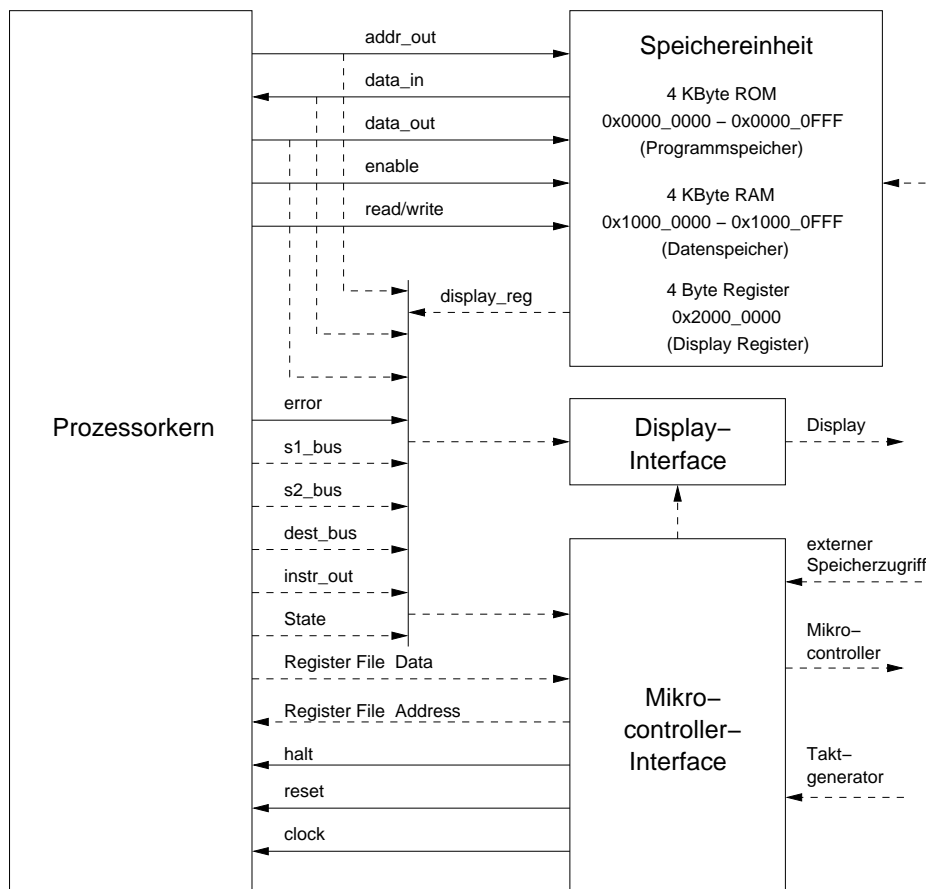 Prozessorkern
addr_out
data_in
data_out
enable
read/write
Speichereinheit
4 KByte ROM
0x0000_0000 – 0x0000_0FFF
(Programmspeicher)
4 KByte RAM
0x1000_0000 – 0x1000_0FFF
(Datenspeicher)
4 Byte Register
0x2000_0000
(Display Register)
display_reg
error
s1_bus
s2_bus
dest_bus
instr_out
State
Register File Data
Register File Address
halt
reset
clock
Display–
Interface
Display
Mikro–
controller–
Interface
externer
Speicherzugriff
Mikro–
controller
Takt–
generator